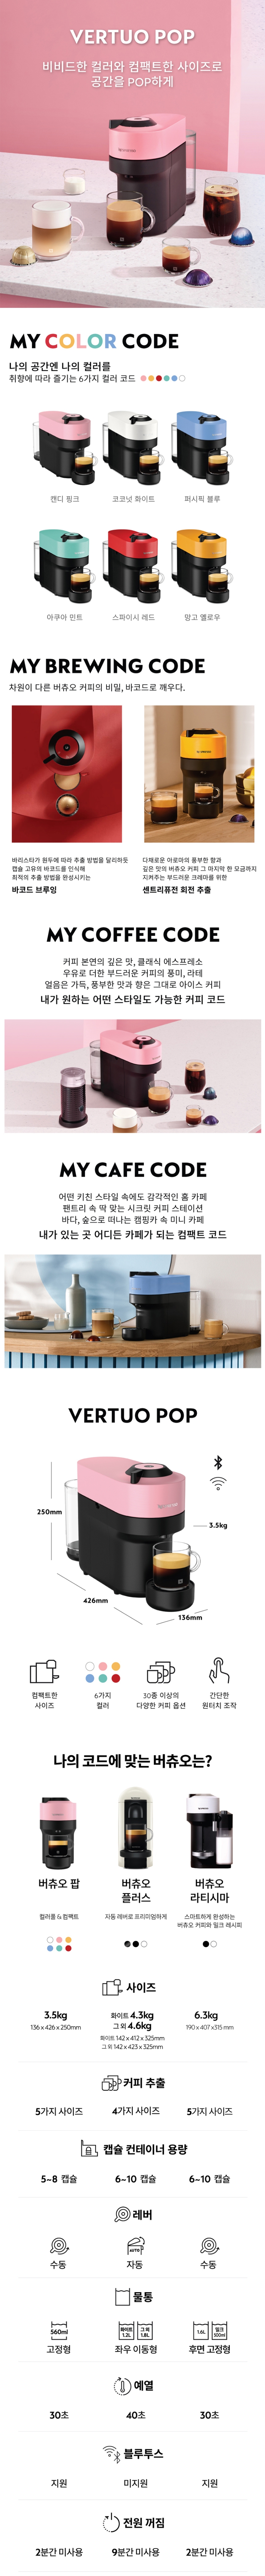 VERTUO POP
비비드한 컬러와 컴팩트한 사이즈로
공간을 POP하게
MY COLOR CODE
나의 공간엔 나의 컬러를
취향에 따라 즐기는 6가지 컬러 코드
캔디 핑크
코코넛 화이트
퍼시픽 블루
아쿠아 민트
스파이시 레드
망고 옐로우
MY BREWING CODE
차원이 다른 버츄오 커피의 비밀, 바코드로 깨우다.
바리스타가 원두에 따라 추출 방법을 달리하듯
캡슐 고유의 바코드를 인식해
최적의 추출 방법을 완성시키는
바코드 브루잉
다채로운 아로마의 풍부한 향과
깊은 맛의 버츄오 커피 그 마지막 한 모금까지
지켜주는 부드러운 크레마를 위한
센트리퓨전 회전 추출
MY COFFEE CODE
커피 본연의 깊은 맛, 클래식 에스프레소
우유로 더한 부드러운 커피의 풍미, 라테
얼음은 가득, 풍부한 맛과 향은 그대로 아이스 커피
내가 원하는 어떤 스타일도 가능한 커피 코드
MY CAFE CODE
어떤 키친 스타일 속에도 감각적인 홈 카페
팬트리 속 딱 맞는 시크릿 커피 스테이션
바다, 숲으로 떠나는 캠핑카 속 미니 카페
내가 있는 곳 어디든 카페가 되는 컴팩트 코드
VERTUO POP
250mm
3.5kg
426mm
136mm
컴팩트한
사이즈
6가지
컬러
30종 이상의
다양한 커피 옵션
간단한
원터치 조작
나의 코드에 맞는 버츄오는?
버츄오 팝
버츄오
플러스
버츄오
라티시마
컬러풀 & 컴팩트
자동 레버로 프리미엄하게
스마트하게 완성하는
버츄오 커피와 밀크 레시피
사이즈
3.5kg
136 x 426 x 250mm
화이트 4.3kg
그 외 4.6kg
화이트 142 x 412 x 325mm
그 외 142 x 423 x 325mm
6.3kg
190 x 407 x315 mm
커피 추출
5가지 사이즈
4가지 사이즈
5가지 사이즈
캡슐 컨테이너 용량
5~8 캡슐
6~10 캡슐
6~10 캡슐
레버
수동
AUTO
자동
수동
물통
560ml
고정형
화이트
1.2L
그 외
1.8L
좌우 이동형
1.6L
밀크
500ml
후면 고정형
예열
30초
40초
30초
블루투스
지원
미지원
지원
전원 꺼짐
2분간 미사용
9분간 미사용
2분간 미사용